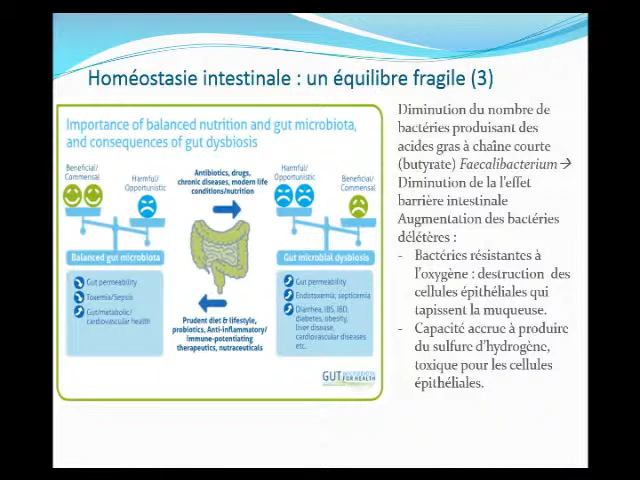 Homéostasie intestinale : un équilibre fragile (3)
Importance of balanced nutrition and gut microbiota,
and consequences of gut dysbiosis
Beneficial/
Commensal
Harmful/
Opportunistic
Antibiotics, drugs,
chronic diseases, modern life
conditions/nutrition
Harmful/
Opportunistic
Beneficial/
Commensal
Balanced gut microbiota
Gut permeability
Toxemia/Sepsis
Gut/metabolic/
cardiovascular health
Prudent diet & lifestyle,
probiotics, Anti-inflammatory/
immune-potentiating
therapeutics, nutraceuticals
Gut microbial dysbiosis
Gut permeability
Endotoxemia; septicemia
Diarrhea, IBS, IBD,
diabetes, obesity,
liver disease,
cardiovascular diseases
etc.
GUT MICROBIOTA
FOR HEALTH
Diminution du nombre de
bactéries produisant des
acides gras à chaîne courte
(butyrate) Faecalibacterium →
Diminution de la l'effet
barrière intestinale
Augmentation des bactéries
délétères :
- Bactéries résistantes à
l'oxygène : destruction des
cellules épithéliales qui
tapissent la muqueuse.
- Capacité accrue à produire
du sulfure d'hydrogène,
toxique pour les cellules
épithéliales.